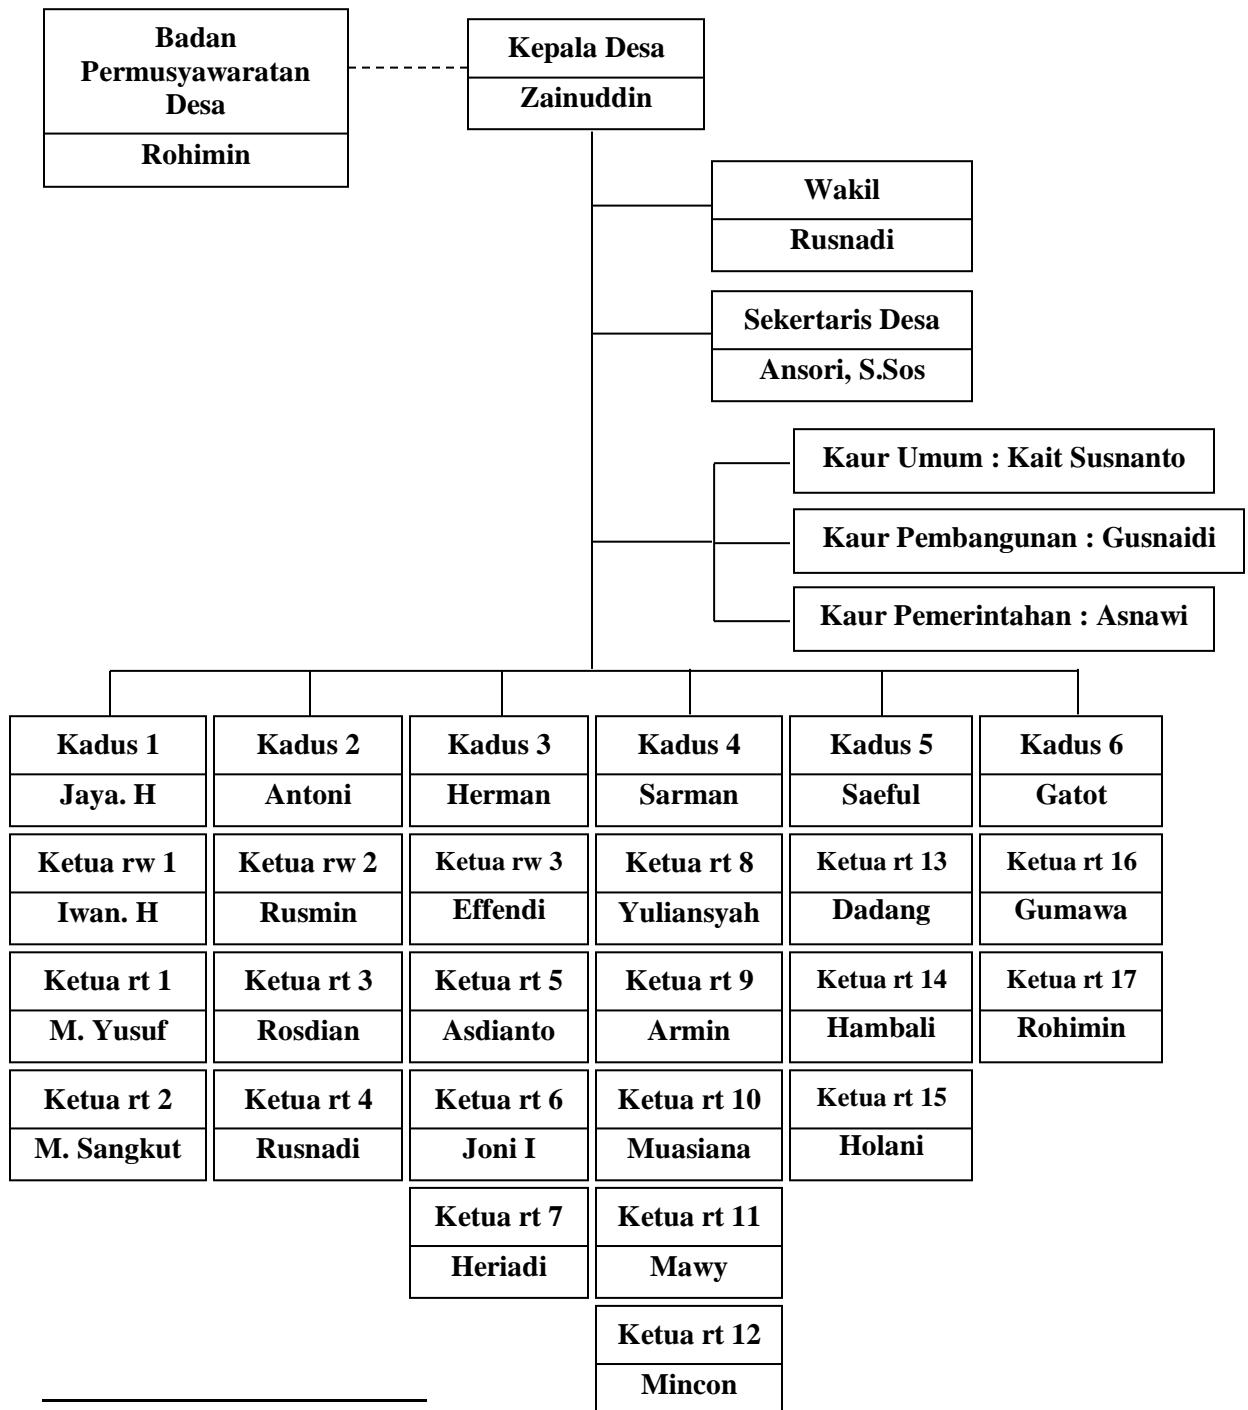 Badan
Permusyawaratan
Desa
Rohimin
Kepala Desa
Zainuddin
Wakil
Rusnadi
Sekertaris Desa
Ansori, S.Sos
Kaur Umum : Kait Susnanto
Kaur Pembangunan : Gusnaidi
Kaur Pemerintahan : Asnawi
Kadus 1
Jaya. H
Ketua rw 1
Iwan. H
Ketua rt 1
M. Yusuf
Ketua rt 2
M. Sangkut
Kadus 2
Antoni
Ketua rw 2
Rusmin
Ketua rt 3
Rosdian
Ketua rt 4
Rusnadi
Kadus 3
Herman
Ketua rw 3
Effendi
Ketua rt 5
Asdianto
Ketua rt 6
Joni I
Ketua rt 7
Heriadi
Kadus 4
Sarman
Ketua rt 8
Yuliansyah
Ketua rt 9
Armin
Ketua rt 10
Muasiana
Ketua rt 11
Mawy
Ketua rt 12
Mincon
Kadus 5
Saeful
Ketua rt 13
Dadang
Ketua rt 14
Hambali
Ketua rt 15
Holani
Kadus 6
Gatot
Ketua rt 16
Gumawa
Ketua rt 17
Rohimin